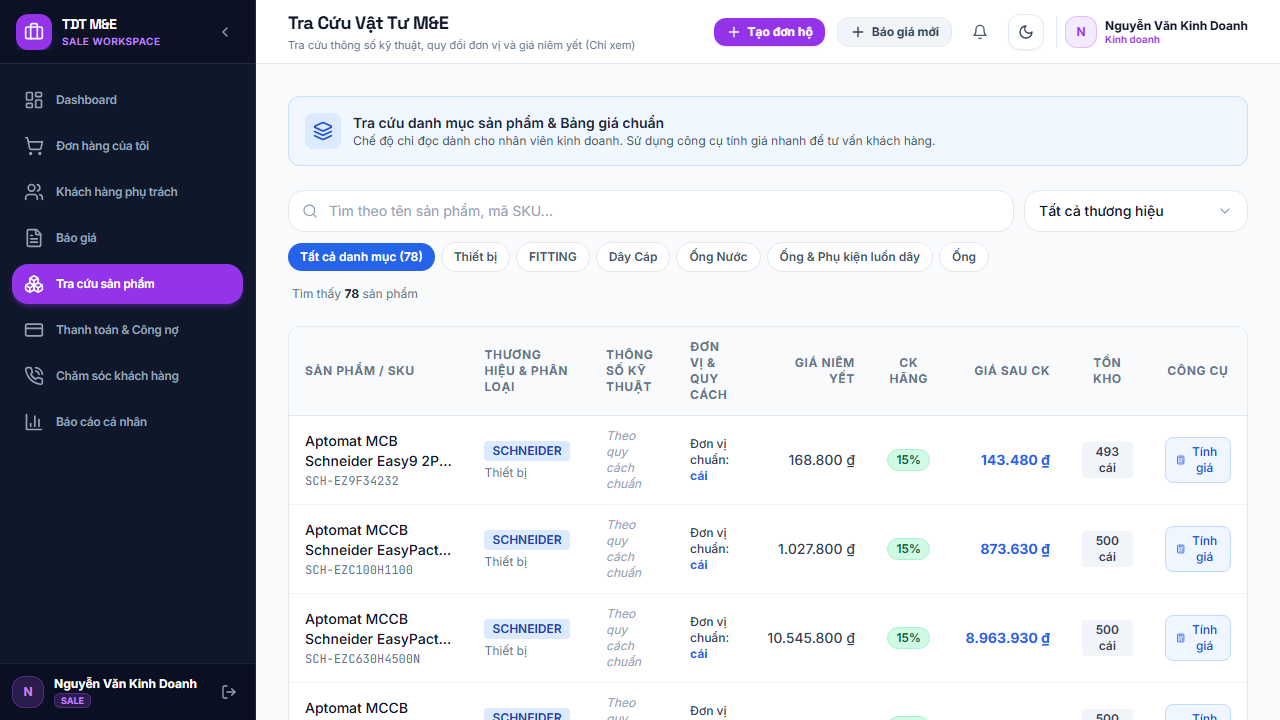 TDT M&E
SALE WORKSPACE
Dashboard
Đơn hàng của tôi
Khách hàng phụ trách
Báo giá
Tra cứu sản phẩm
Thanh toán & Công nợ
Chăm sóc khách hàng
Báo cáo cá nhân
N
Nguyễn Văn Kinh Doanh
SALE
Tra Cứu Vật Tư M&E
Tra cứu thông số kỹ thuật, quy đổi đơn vị và giá niêm yết (Chỉ xem)
Tạo đơn hộ
Báo giá mới
N
Nguyễn Văn Kinh Doanh
Kinh doanh
Tra cứu danh mục sản phẩm & Bảng giá chuẩn
Chế độ chỉ đọc dành cho nhân viên kinh doanh. Sử dụng công cụ tính giá nhanh để tư vấn khách hàng.
Tìm theo tên sản phẩm, mã SKU...
Tất cả thương hiệu
Tất cả danh mục (78)
Thiết bị
FITTING
Dây Cáp
Ống Nước
Ống & Phụ kiện luồn dây
Ống
Tìm thấy 78 sản phẩm
SẢN PHẨM / SKU
THƯƠNG
HIỆU & PHÂN
LOẠI
THÔNG
SỐ KỸ
THUẬT
ĐƠN
VỊ &
QUY
CÁCH
GIÁ NIÊM
YẾT
CK
HÃNG
GIÁ SAU CK
TỒN
KHO
CÔNG CỤ
Aptomat MCB
Schneider Easy9 2P...
SCH-EZ9F34232
SCHNEIDER
Thiết bị
Theo
quy
cách
chuẩn
Đơn vị
chuẩn:
cái
168.800 ₫
15%
143.480 ₫
493
cái
Tính
giá
Aptomat MCCB
Schneider EasyPact...
SCH-EZC100H1100
SCHNEIDER
Thiết bị
Theo
quy
cách
chuẩn
Đơn vị
chuẩn:
cái
1.027.800 ₫
15%
873.630 ₫
500
cái
Tính
giá
Aptomat MCCB
Schneider EasyPact...
SCH-EZC630H4500N
SCHNEIDER
Thiết bị
Theo
quy
cách
chuẩn
Đơn vị
chuẩn:
cái
10.545.800 ₫
15%
8.963.930 ₫
500
cái
Tính
giá
Aptomat MCCB
SCHNEIDER
Theo
quy
Đơn vị
500
Tính